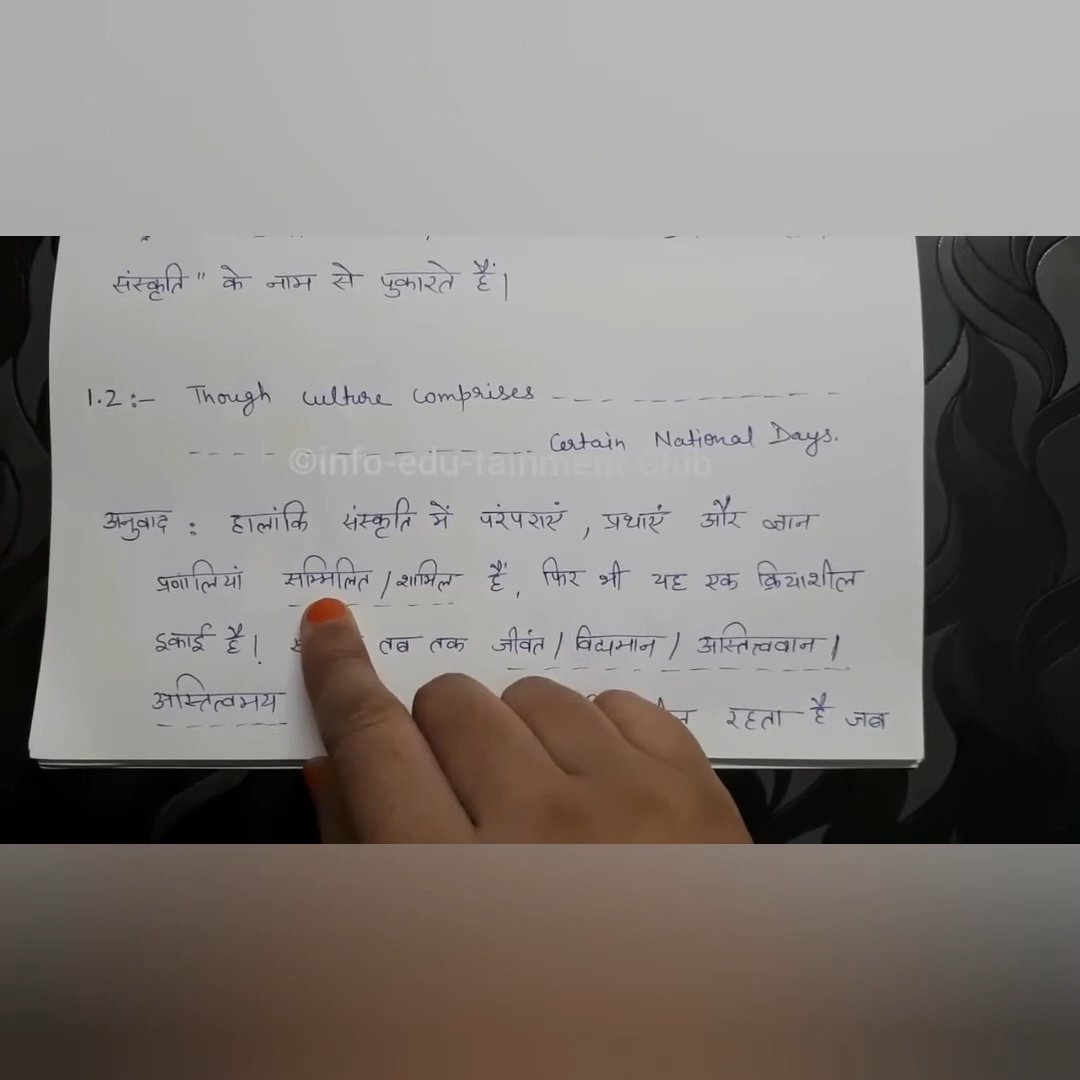 संस्कृति" के नाम से पुकारते हैं।
1.2:- Though culture comprises ----------
---------- Certain National Days.
©info-edu-tainment Club
अनुवाद : हालांकि संस्कृति में परंपराएं, प्रथाएं और ज्ञान
प्रणालियां सम्मिलित/शामिल हैं, फिर भी यह एक क्रियाशील
इकाई है। तब तक जीवंत/विद्यमान/अस्तित्ववान/
अस्तित्वमय रहता है जब